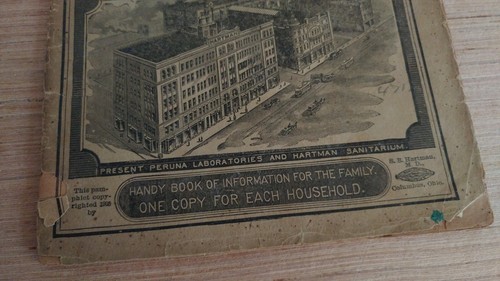 PRESENT PERUNA LABORATORIES AND HARTMAN SANITARIUM
HANDY BOOK OF INFORMATION FOR THE FAMILY.
ONE COPY FOR EACH HOUSEHOLD.
This pam-
phlet copy-
righted
by
S. B. Hartman,
M. D.,
Columbus, Ohio.